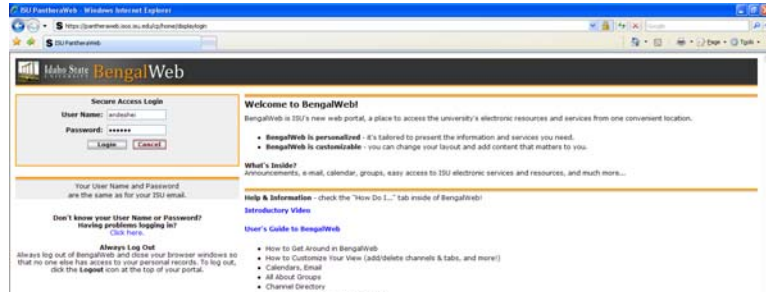 ISU PantheraWeb - Windows Internet Explorer
ISU PantheraWeb
Page
Tools
Idaho State
UNIVERSITY
BengalWeb
Secure Access Login
User Name:
Password: ••••••
Login Cancel
Your User Name and Password
are the same as for your ISU email.
Don't know your User Name or Password?
Having problems logging in?
Click here.
Always Log Out
Always log out of BengalWeb and close your browser windows so
that no one else has access to your personal records. To log out,
click the Logout icon at the top of your portal.
Welcome to BengalWeb!
BengalWeb is ISU's new web portal, a place to access the university's electronic resources and services from one convenient location.
• BengalWeb is personalized - it's tailored to present the information and services you need.
• BengalWeb is customizable - you can change your layout and add content that matters to you.
What's Inside?
Announcements, e-mail, calendar, groups, easy access to ISU electronic services and resources, and much more...
Help & Information - check the "How Do I..." tab inside of BengalWeb!
Introductory Video
User's Guide to BengalWeb
• How to Get Around in BengalWeb
• How to Customize Your View (add/delete channels & tabs, and more!)
• Calendars, Email
• All About Groups
• Channel Directory